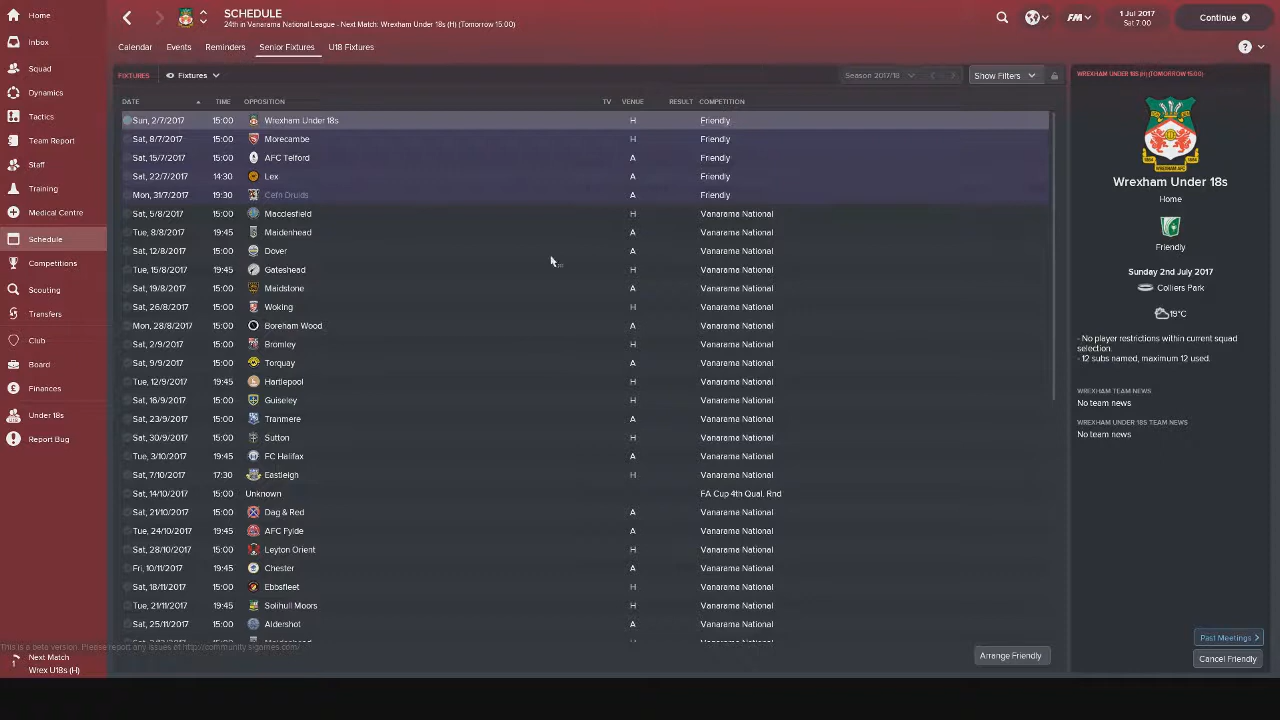 Home
Inbox
Squad
Dynamics
Tactics
Team Report
Staff
Training
Medical Centre
Schedule
Competitions
Scouting
Transfers
Club
Board
Finances
Under 18s
Report Bug
This is a beta version. Please report any issues at http://community.sigames.com/
1 Next Match
Wrex U18s (H)
SCHEDULE
24th in Vanarama National League - Next Match: Wrexham Under 18s (H) (Tomorrow 15:00)
FM
1 Jul 2017
Sat 7:00
Continue
Calendar Events Reminders Senior Fixtures U18 Fixtures
?
FIXTURES Fixtures Season 2017/18 Show Filters
DATE TIME OPPOSITION TV VENUE RESULT COMPETITION
Sun, 2/7/2017 15:00 Wrexham Under 18s H Friendly
Sat, 8/7/2017 15:00 Morecambe H Friendly
Sat, 15/7/2017 15:00 AFC Telford A Friendly
Sat, 22/7/2017 14:30 Lex A Friendly
Mon, 31/7/2017 19:30 Cefn Druids A Friendly
Sat, 5/8/2017 15:00 Macclesfield H Vanarama National
Tue, 8/8/2017 19:45 Maidenhead A Vanarama National
Sat, 12/8/2017 15:00 Dover A Vanarama National
Tue, 15/8/2017 19:45 Gateshead H Vanarama National
Sat, 19/8/2017 15:00 Maidstone A Vanarama National
Sat, 26/8/2017 15:00 Woking H Vanarama National
Mon, 28/8/2017 15:00 Boreham Wood A Vanarama National
Sat, 2/9/2017 15:00 Bromley H Vanarama National
Sat, 9/9/2017 15:00 Torquay A Vanarama National
Tue, 12/9/2017 19:45 Hartlepool H Vanarama National
Sat, 16/9/2017 15:00 Guiseley H Vanarama National
Sat, 23/9/2017 15:00 Tranmere A Vanarama National
Sat, 30/9/2017 15:00 Sutton H Vanarama National
Tue, 3/10/2017 19:45 FC Halifax A Vanarama National
Sat, 7/10/2017 17:30 Eastleigh H Vanarama National
Sat, 14/10/2017 15:00 Unknown FA Cup 4th Qual. Rnd
Sat, 21/10/2017 15:00 Dag & Red A Vanarama National
Tue, 24/10/2017 19:45 AFC Fylde A Vanarama National
Sat, 28/10/2017 15:00 Leyton Orient H Vanarama National
Fri, 10/11/2017 19:45 Chester A Vanarama National
Sat, 18/11/2017 15:00 Ebbsfleet H Vanarama National
Tue, 21/11/2017 19:45 Solihull Moors H Vanarama National
Sat, 25/11/2017 15:00 Aldershot A Vanarama National
Arrange Friendly
WREXHAM UNDER 18S (H) (TOMORROW 15:00)
Wrexham Under 18s
Home
Friendly
Sunday 2nd July 2017
Colliers Park
19°C
- No player restrictions within current squad
selection.
- 12 subs named, maximum 12 used.
WREXHAM TEAM NEWS
No team news
WREXHAM UNDER 18S TEAM NEWS
No team news
Past Meetings
Cancel Friendly